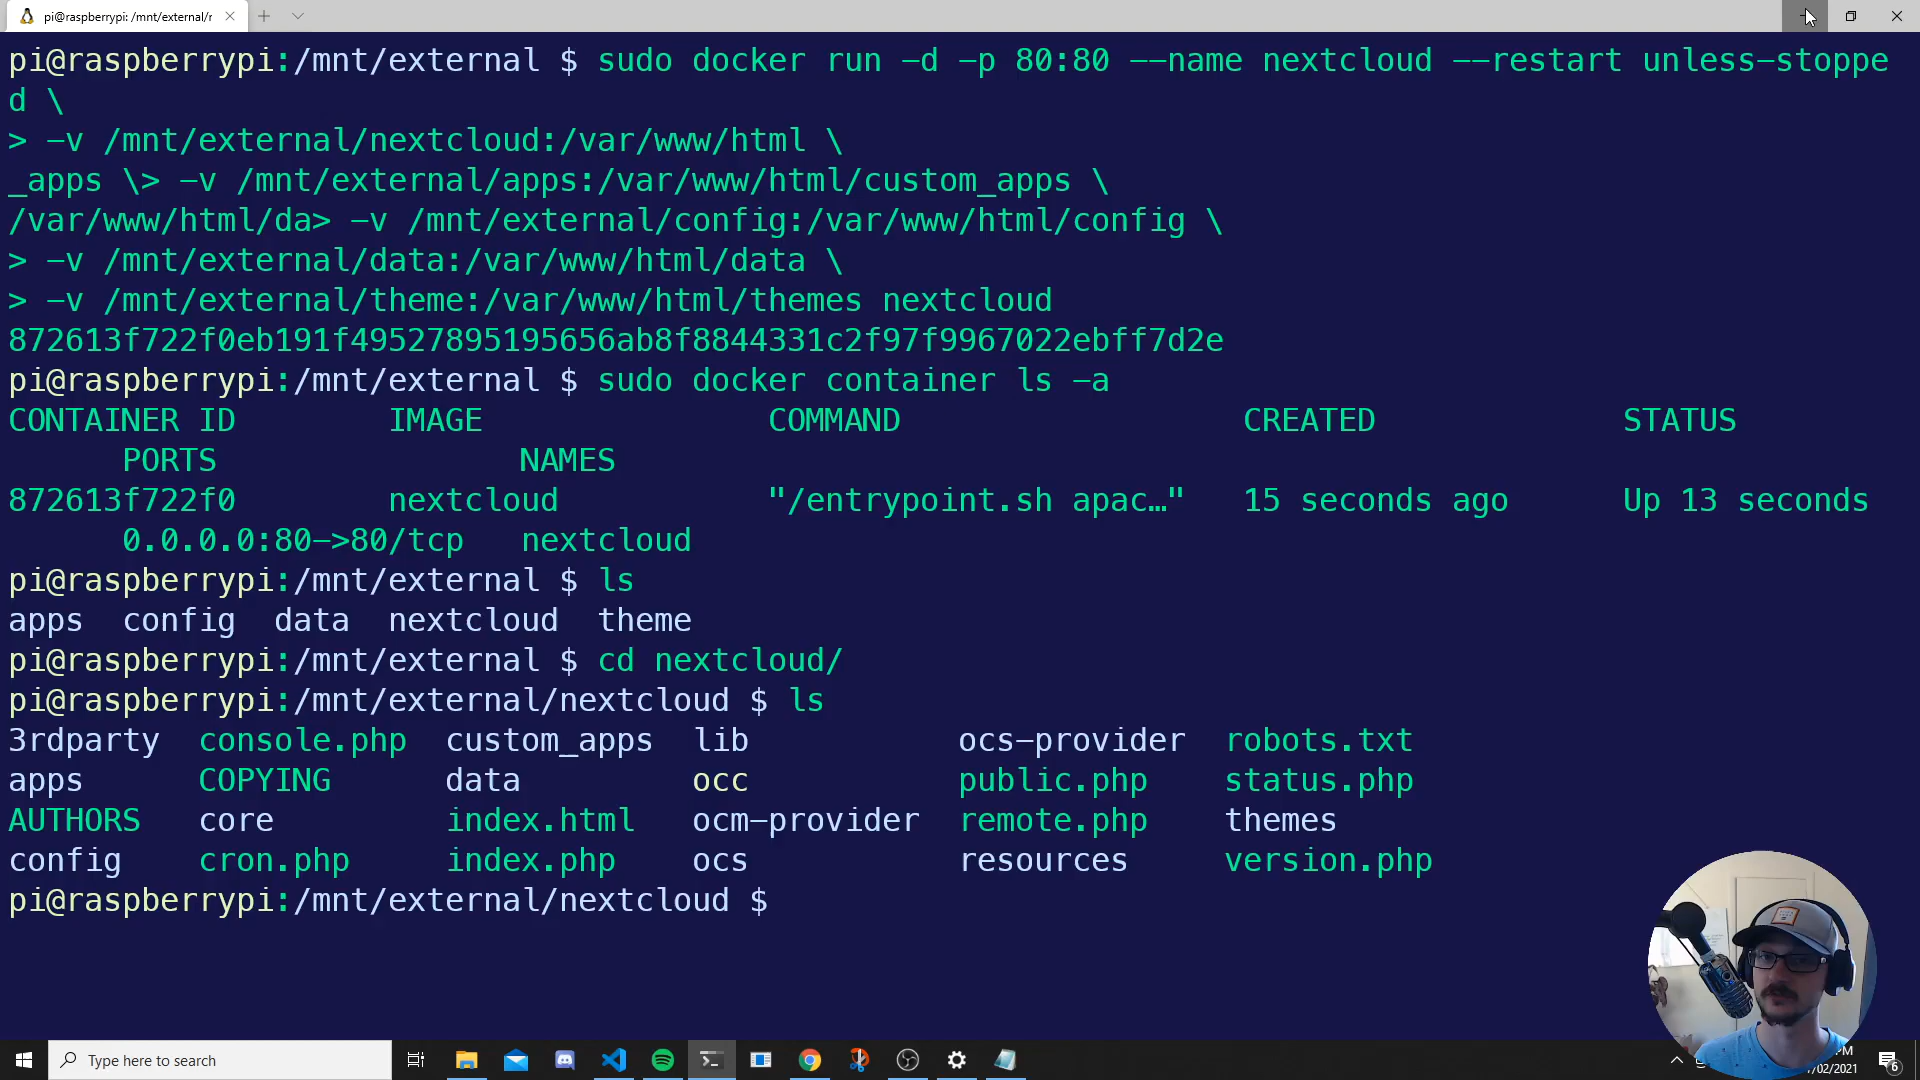 pi@raspberrypi: /mnt/external/r
pi@raspberrypi:/mnt/external $ sudo docker run -d -p 80:80 --name nextcloud --restart unless-stoppe
d \
> -v /mnt/external/nextcloud:/var/www/html \
_apps \> -v /mnt/external/apps:/var/www/html/custom_apps \
/var/www/html/da> -v /mnt/external/config:/var/www/html/config \
> -v /mnt/external/data:/var/www/html/data \
> -v /mnt/external/theme:/var/www/html/themes nextcloud
872613f722f0eb191f49527895195656ab8f8844331c2f97f9967022ebff7d2e
pi@raspberrypi:/mnt/external $ sudo docker container ls -a
CONTAINER ID IMAGE COMMAND CREATED STATUS
PORTS NAMES
872613f722f0 nextcloud "/entrypoint.sh apac…" 15 seconds ago Up 13 seconds
0.0.0.0:80->80/tcp nextcloud
pi@raspberrypi:/mnt/external $ ls
apps config data nextcloud theme
pi@raspberrypi:/mnt/external $ cd nextcloud/
pi@raspberrypi:/mnt/external/nextcloud $ ls
3rdparty console.php custom_apps lib ocs-provider robots.txt
apps COPYING data occ public.php status.php
AUTHORS core index.html ocm-provider remote.php themes
config cron.php index.php ocs resources version.php
pi@raspberrypi:/mnt/external/nextcloud $
Type here to search
PM
/02/2021
6